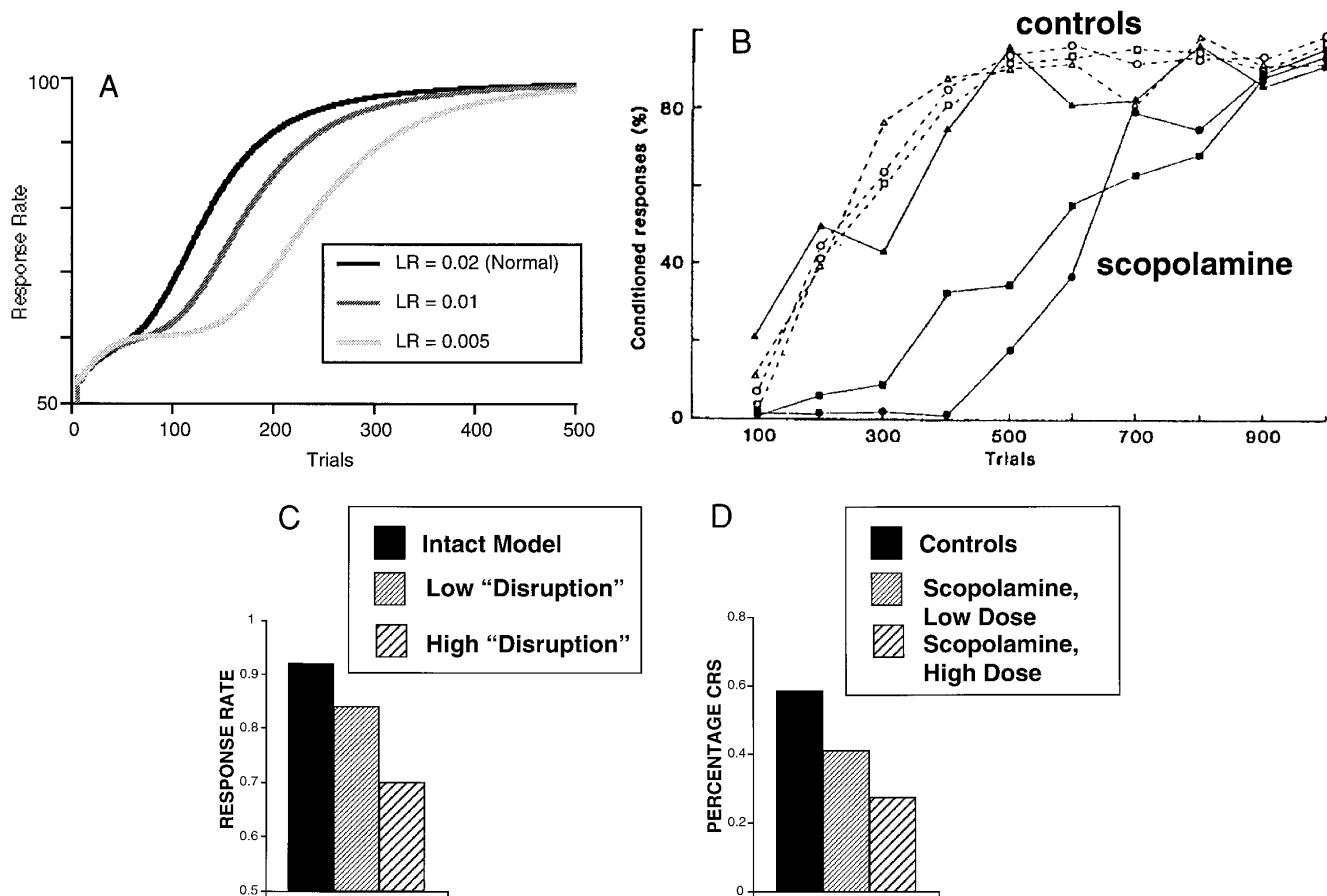 A
100
50
Response Rate
0
100
200
300
400
500
Trials
LR = 0.02 (Normal)
LR = 0.01
LR = 0.005
B
controls
scopolamine
Conditioned responses (%)
80
40
0
100
300
500
700
900
Trials
C
Intact Model
Low “Disruption”
High “Disruption”
RESPONSE RATE
1
0.9
0.8
0.7
0.6
0.5
D
Controls
Scopolamine,
Low Dose
Scopolamine,
High Dose
PERCENTAGE CRS
0.8
0.6
0.4
0.2
0